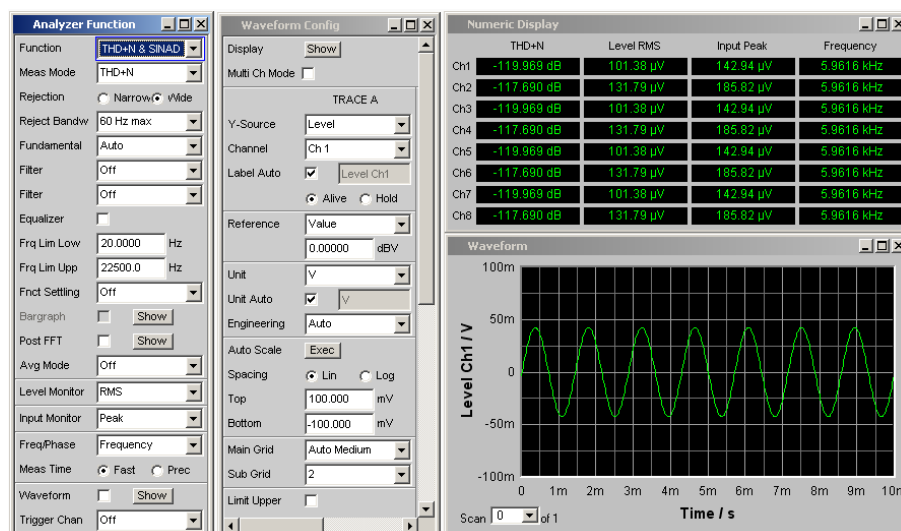 Analyzer Function
Function THD+N & SINAD
Meas Mode THD+N
Rejection Narrow Wide
Reject Bandw 60 Hz max
Fundamental Auto
Filter Off
Filter Off
Equalizer
Frq Lim Low 20.0000 Hz
Frq Lim Upp 22500.0 Hz
Fnct Settling Off
Bargraph Show
Post FFT Show
Avg Mode Off
Level Monitor RMS
Input Monitor Peak
Freq/Phase Frequency
Meas Time Fast Prec
Waveform Show
Trigger Chan Off
Waveform Config
Display Show
Multi Ch Mode
TRACE A
Y-Source Level
Channel Ch 1
Label Auto Level Ch1
Alive Hold
Reference Value
0.00000 dBV
Unit V
Unit Auto V
Engineering Auto
Auto Scale Exec
Spacing Lin Log
Top 100.000 mV
Bottom -100.000 mV
Main Grid Auto Medium
Sub Grid 2
Limit Upper
Numeric Display
THD+N Level RMS Input Peak Frequency
Ch1 -119.969 dB 101.38 µV 142.94 µV 5.9616 kHz
Ch2 -117.690 dB 131.79 µV 185.82 µV 5.9616 kHz
Ch3 -119.969 dB 101.38 µV 142.94 µV 5.9616 kHz
Ch4 -117.690 dB 131.79 µV 185.82 µV 5.9616 kHz
Ch5 -119.969 dB 101.38 µV 142.94 µV 5.9616 kHz
Ch6 -117.690 dB 131.79 µV 185.82 µV 5.9616 kHz
Ch7 -119.969 dB 101.38 µV 142.94 µV 5.9616 kHz
Ch8 -117.690 dB 131.79 µV 185.82 µV 5.9616 kHz
Waveform
Level Ch1 / V
100m
50m
0
-50m
-100m
0 1m 2m 3m 4m 5m 6m 7m 8m 9m 10m
Time / s
Scan 0 of 1